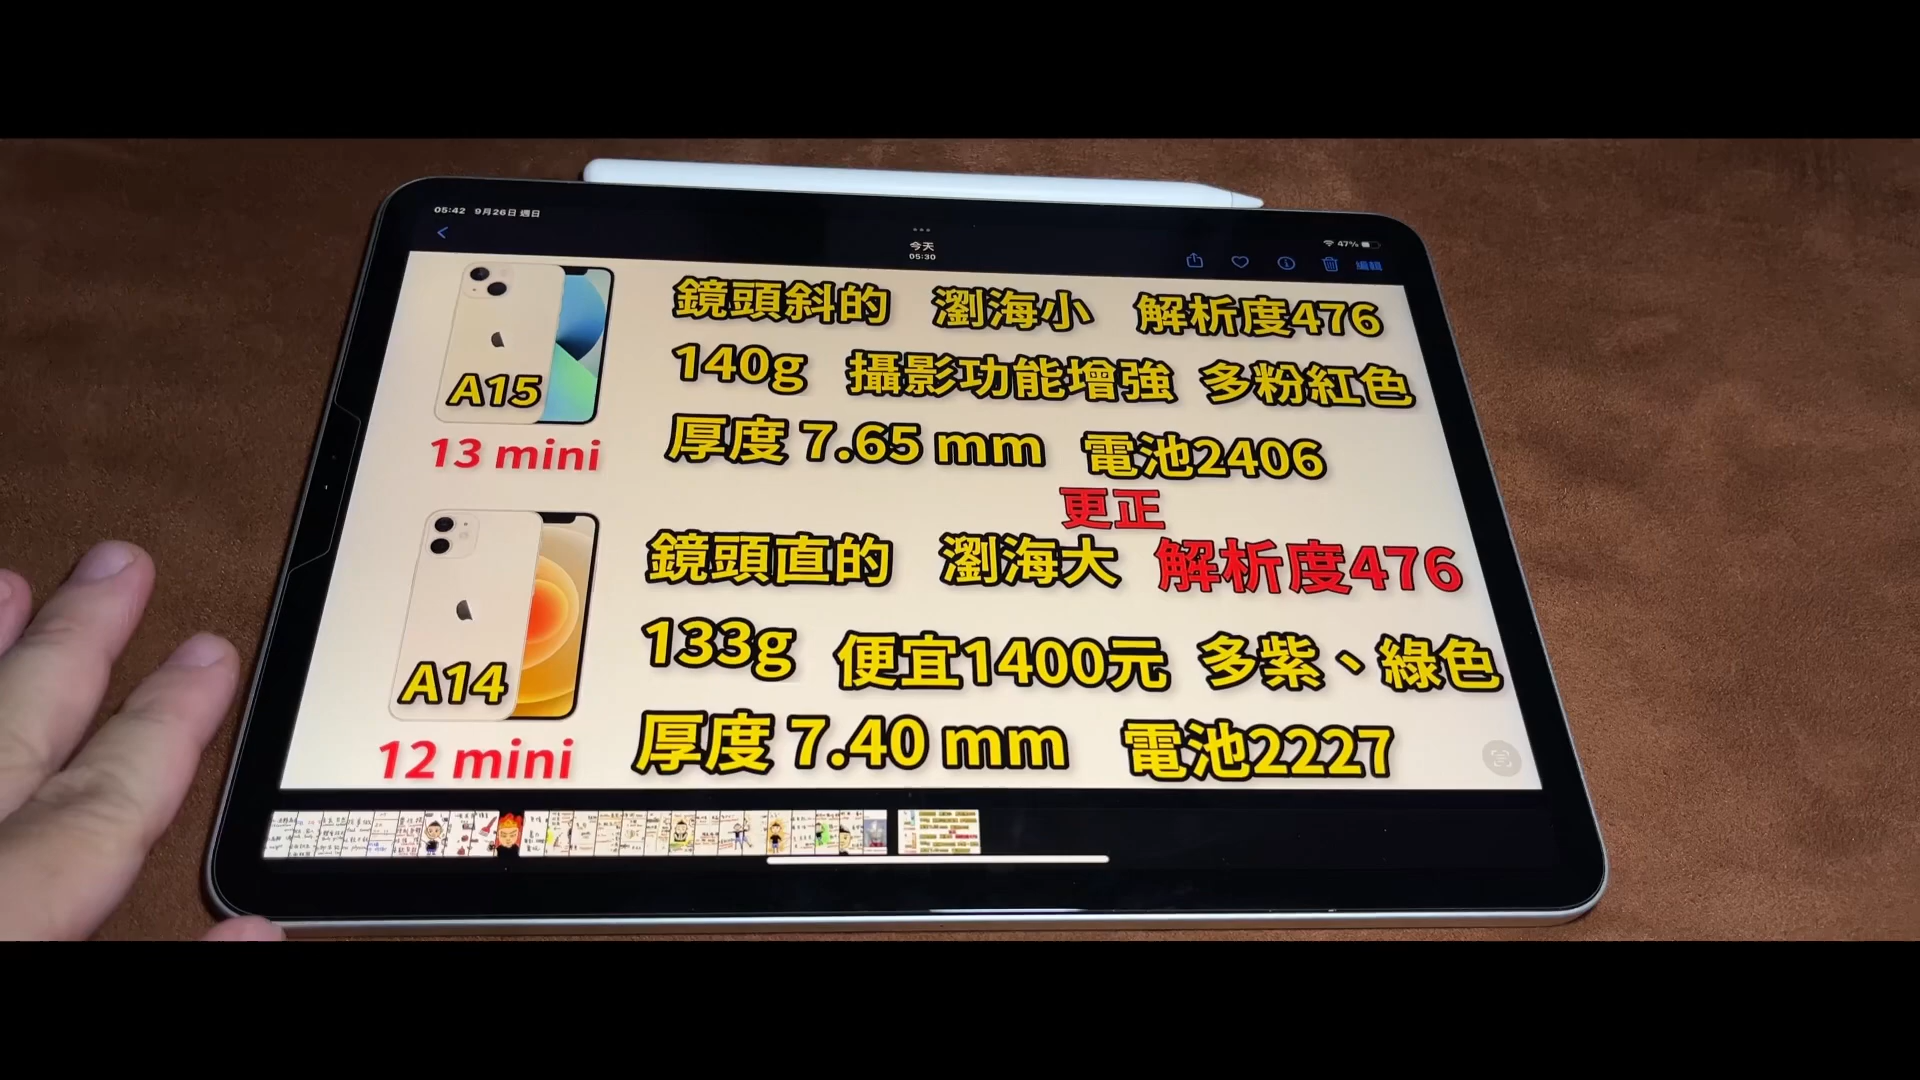 05:42 9月26日 週日
47%
今天
05:30
編輯
鏡頭斜的 瀏海小 解析度476
140g 攝影功能增強 多粉紅色
A15
厚度 7.65 mm 電池2406
13 mini
更正
鏡頭直的 瀏海大 解析度476
133g 便宜1400元 多紫、綠色
A14
厚度 7.40 mm 電池2227
12 mini